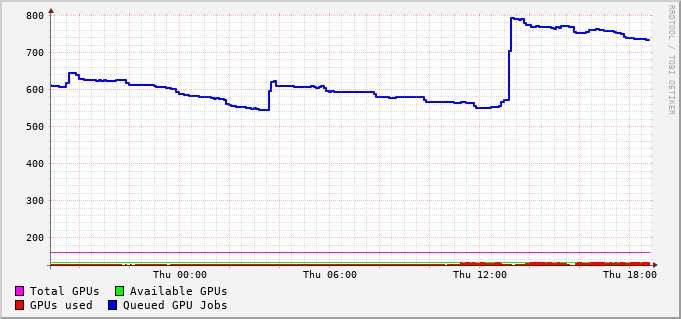 800
700
600
500
400
300
200
Thu 00:00 Thu 06:00 Thu 12:00 Thu 18:00
Total GPUs Available GPUs
GPUs used Queued GPU Jobs
RRDTOOL / TOBI OETIKER